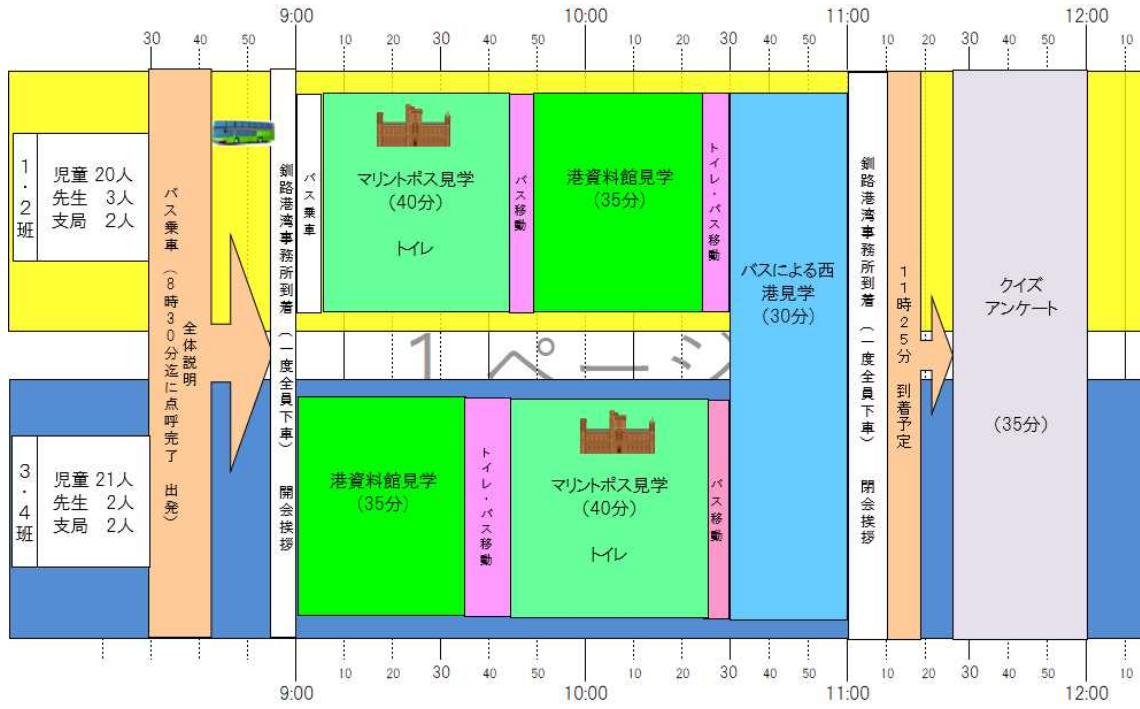 9:00 10:00 11:00 12:00
30 40 50 10 20 30 40 50 10 20 30 40 50 10 20 30 40 50 10
1・2班
児童 20人
先生 3人
支局 2人
バス乗車 (8時30分迄に点呼完了 出発)
全体説明
釧路港湾事務所到着 (一度全員下車) 開会挨拶
バス乗車
マリントポス見学
(40分)
トイレ
バス移動
港資料館見学
(35分)
トイレ・バス移動
バスによる西
港見学
(30分)
釧路港湾事務所到着 (一度全員下車) 閉会挨拶
11時25分 到着予定
クイズ
アンケート
(35分)
1 ページ
3・4班
児童 21人
先生 2人
支局 2人
港資料館見学
(35分)
トイレ・バス移動
マリントポス見学
(40分)
トイレ
バス移動
10 20 30 40 50 10 20 30 40 50 10 20 30 40 50 10
9:00 10:00 11:00 12:00